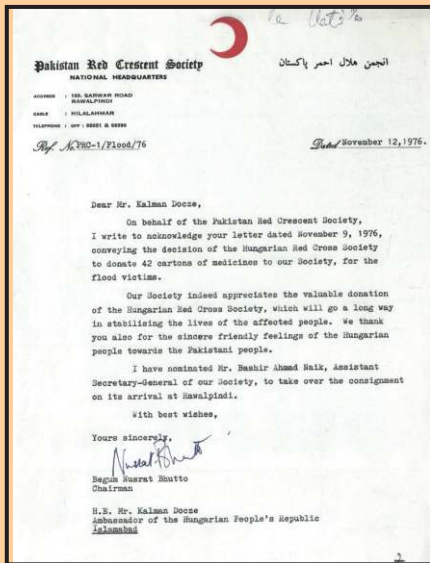 Pakistan Red Crescent Society
انجمن هلال احمر پاکستان
NATIONAL HEADQUARTERS
ADDRESS : 169, SARWAR ROAD
RAWALPINDI
CABLE : HILALAHMAR
TELEPHONE : OFF :
Ref. No PRC-1/Flood/76
Dated November 12, 1976.
Dear Mr. Kalman Docze,
On behalf of the Pakistan Red Crescent Society,
I write to acknowledge your letter dated November 9, 1976,
conveying the decision of the Hungarian Red Cross Society
to donate 42 cartons of medicines to our Society, for the
flood victims.
Our Society indeed appreciates the valuable donation
of the Hungarian Red Cross Society, which will go a long way
in stabilising the lives of the affected people. We thank
you also for the sincere friendly feelings of the Hungarian
people towards the Pakistani people.
I have nominated Mr. Bashir Ahmad Naik, Assistant
Secretary-General of our Society, to take over the consignment
on its arrival at Rawalpindi.
With best wishes,
Yours sincerely,
Nusrat Bhutto
Begum Nusrat Bhutto
Chairman
H.E. Mr. Kalman Docze
Ambassador of the Hungarian People's Republic
Islamabad
2